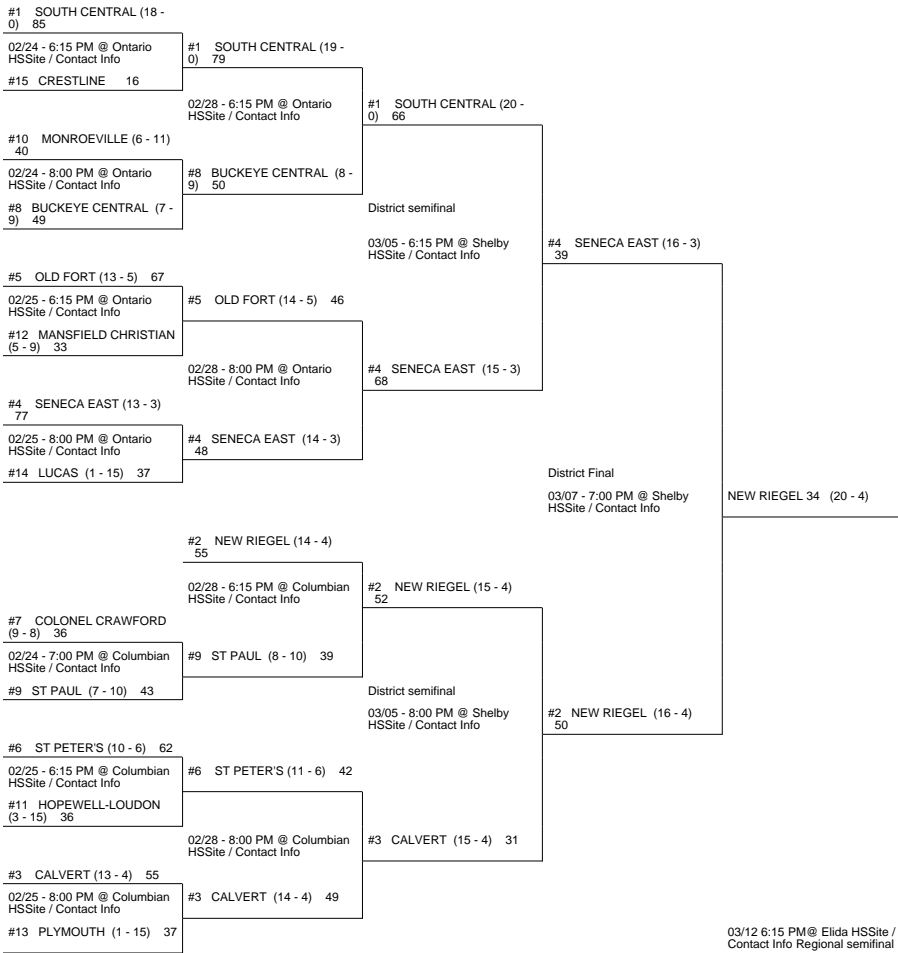 #1 SOUTH CENTRAL (18 -
0) 85
02/24 - 6:15 PM @ Ontario
HSSite / Contact Info
#15 CRESTLINE 16
#1 SOUTH CENTRAL (19 -
0) 79
02/28 - 6:15 PM @ Ontario
HSSite / Contact Info
#10 MONROEVILLE (6 - 11)
40
02/24 - 8:00 PM @ Ontario
HSSite / Contact Info
#8 BUCKEYE CENTRAL (7 -
9) 49
#8 BUCKEYE CENTRAL (8 -
9) 50
#1 SOUTH CENTRAL (20 -
0) 66
District semifinal
03/05 - 6:15 PM @ Shelby
HSSite / Contact Info
#5 OLD FORT (13 - 5) 67
02/25 - 6:15 PM @ Ontario
HSSite / Contact Info
#12 MANSFIELD CHRISTIAN
(5 - 9) 33
#5 OLD FORT (14 - 5) 46
02/28 - 8:00 PM @ Ontario
HSSite / Contact Info
#4 SENECA EAST (13 - 3)
77
02/25 - 8:00 PM @ Ontario
HSSite / Contact Info
#14 LUCAS (1 - 15) 37
#4 SENECA EAST (14 - 3)
48
#4 SENECA EAST (15 - 3)
68
#4 SENECA EAST (16 - 3)
39
District Final
03/07 - 7:00 PM @ Shelby
HSSite / Contact Info
NEW RIEGEL 34 (20 - 4)
#2 NEW RIEGEL (14 - 4)
55
02/28 - 6:15 PM @ Columbian
HSSite / Contact Info
#7 COLONEL CRAWFORD
(9 - 8) 36
02/24 - 7:00 PM @ Columbian
HSSite / Contact Info
#9 ST PAUL (7 - 10) 43
#9 ST PAUL (8 - 10) 39
#2 NEW RIEGEL (15 - 4)
52
District semifinal
03/05 - 8:00 PM @ Shelby
HSSite / Contact Info
#2 NEW RIEGEL (16 - 4)
50
#6 ST PETER'S (10 - 6) 62
02/25 - 6:15 PM @ Columbian
HSSite / Contact Info
#11 HOPEWELL-LOUDON
(3 - 15) 36
#6 ST PETER'S (11 - 6) 42
02/28 - 8:00 PM @ Columbian
HSSite / Contact Info
#3 CALVERT (15 - 4) 31
#3 CALVERT (13 - 4) 55
02/25 - 8:00 PM @ Columbian
HSSite / Contact Info
#13 PLYMOUTH (1 - 15) 37
#3 CALVERT (14 - 4) 49
03/12 6:15 PM@ Elida HSSite /
Contact Info Regional semifinal